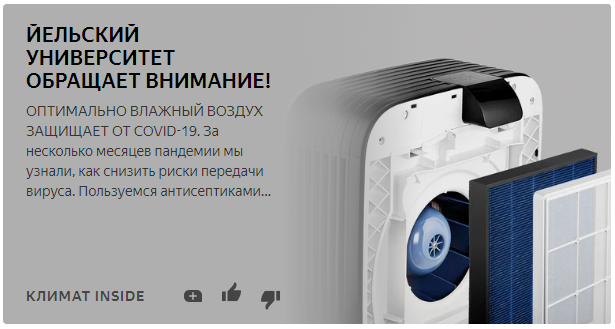 ЙЕЛЬСКИЙ
УНИВЕРСИТЕТ
ОБРАЩАЕТ ВНИМАНИЕ!
ОПТИМАЛЬНО ВЛАЖНЫЙ ВОЗДУХ
ЗАЩИЩАЕТ ОТ COVID-19. За
несколько месяцев пандемии мы
узнали, как снизить риски передачи
вируса. Пользуемся антисептиками...
КЛИМАТ INSIDE